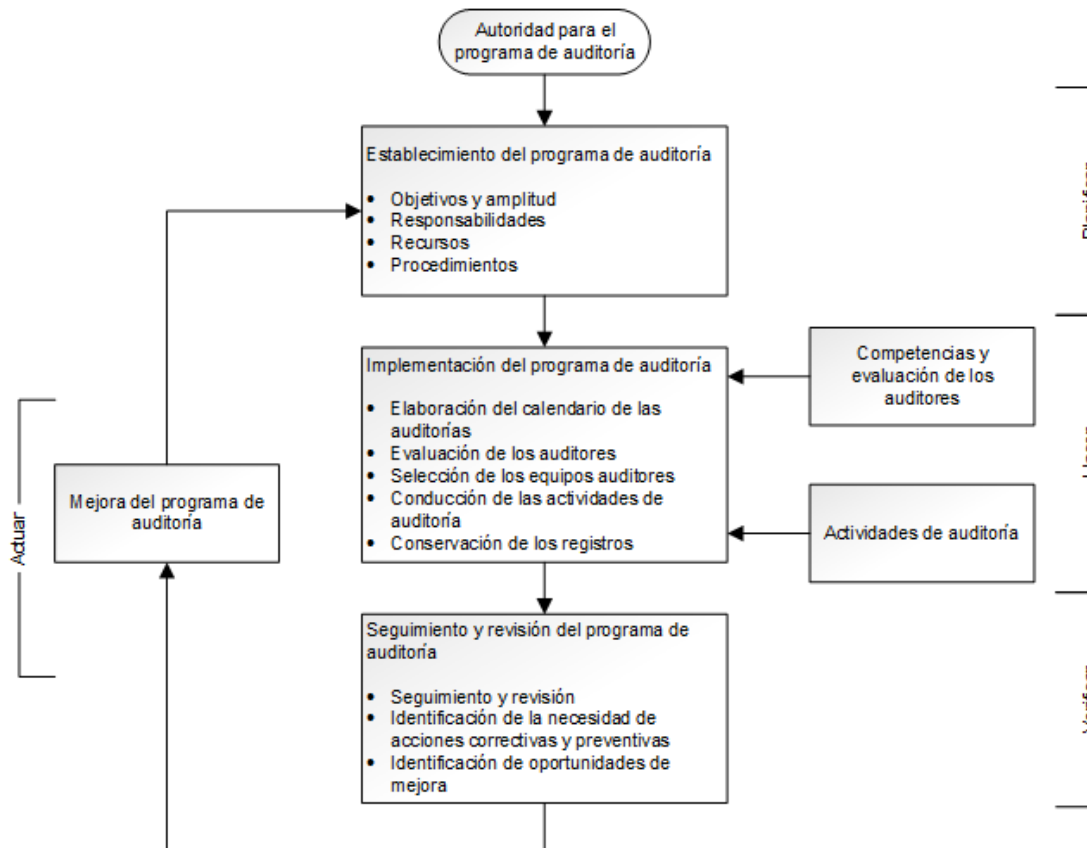 Autoridad para el
programa de auditoría
Establecimiento del programa de auditoría
• Objetivos y amplitud
• Responsabilidades
• Recursos
• Procedimientos
Implementación del programa de auditoría
• Elaboración del calendario de las
auditorías
• Evaluación de los auditores
• Selección de los equipos auditores
• Conducción de las actividades de
auditoría
• Conservación de los registros
Competencias y
evaluación de los
auditores
Actividades de auditoría
Mejora del programa de
auditoría
Actuar
Seguimiento y revisión del programa de
auditoría
• Seguimiento y revisión
• Identificación de la necesidad de
acciones correctivas y preventivas
• Identificación de oportunidades de
mejora